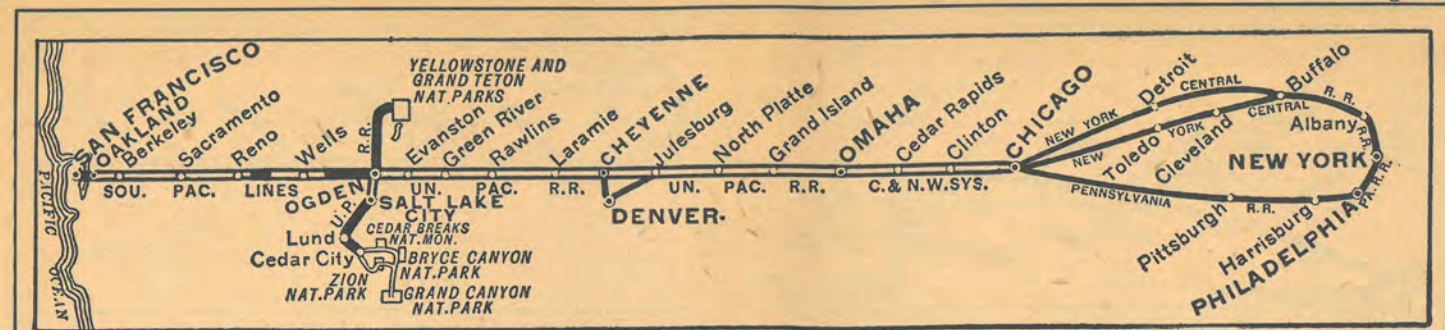 PACIFIC
OCEAN
SAN FRANCISCO
OAKLAND
Berkeley
Sacramento
Reno
Wells
SOU. PAC. LINES
OGDEN
R.R.
YELLOWSTONE AND
GRAND TETON
NAT. PARKS
U.P.
SALT LAKE
CITY
CEDAR BREAKS
NAT. MON.
Lund
Cedar City
BRYCE CANYON
NAT. PARK
ZION
NAT. PARK
GRAND CANYON
NAT. PARK
Evanston
Green River
Rawlins
Laramie
UN. PAC. R.R.
CHEYENNE
DENVER.
Julesburg
North Platte
Grand Island
UN. PAC. R.R.
OMAHA
Cedar Rapids
Clinton
C. & N.W. SYS.
CHICAGO
NEW YORK CENTRAL
Detroit
NEW YORK CENTRAL
Toledo
Cleveland
Buffalo
R. R.
Albany
R.R.
NEW YORK
PENNSYLVANIA R.R.
Pittsburgh
Harrisburg
PHILADELPHIA
PA. R.R.